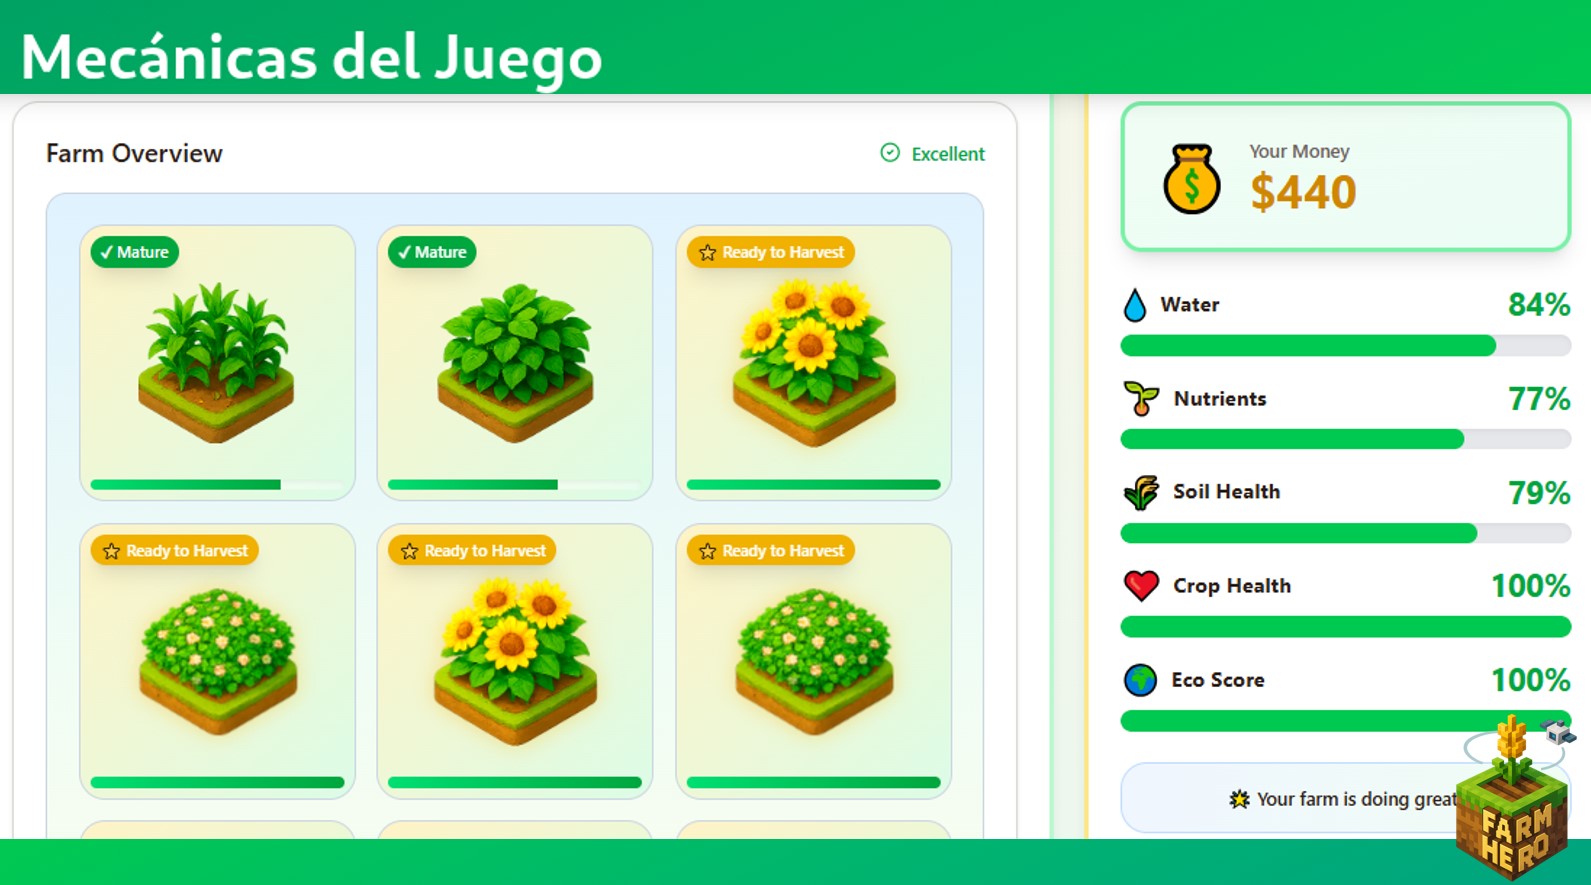 Mecánicas del Juego
Farm Overview
Excellent
✓ Mature
✓ Mature
Ready to Harvest
Ready to Harvest
Ready to Harvest
Ready to Harvest
Your Money
$440
Water 84%
Nutrients 77%
Soil Health 79%
Crop Health 100%
Eco Score 100%
Your farm is doing great
FARM
HERO